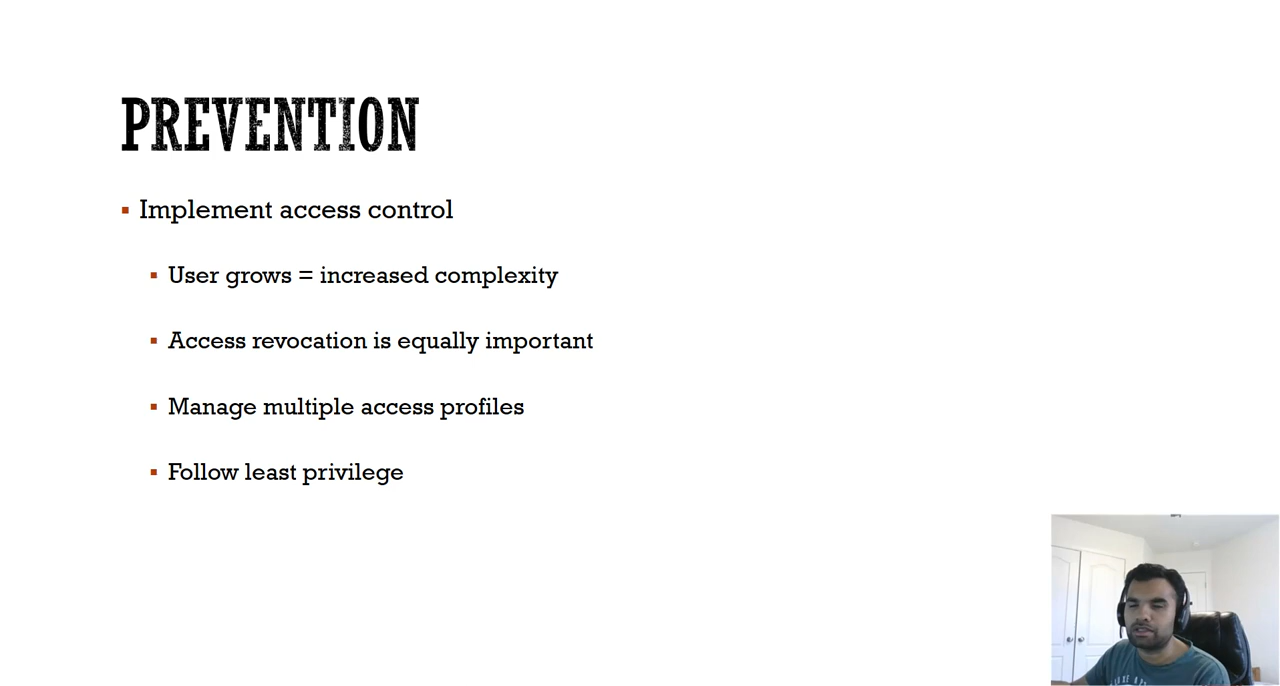 PREVENTION
Implement access control
User grows = increased complexity
Access revocation is equally important
Manage multiple access profiles
Follow least privilege